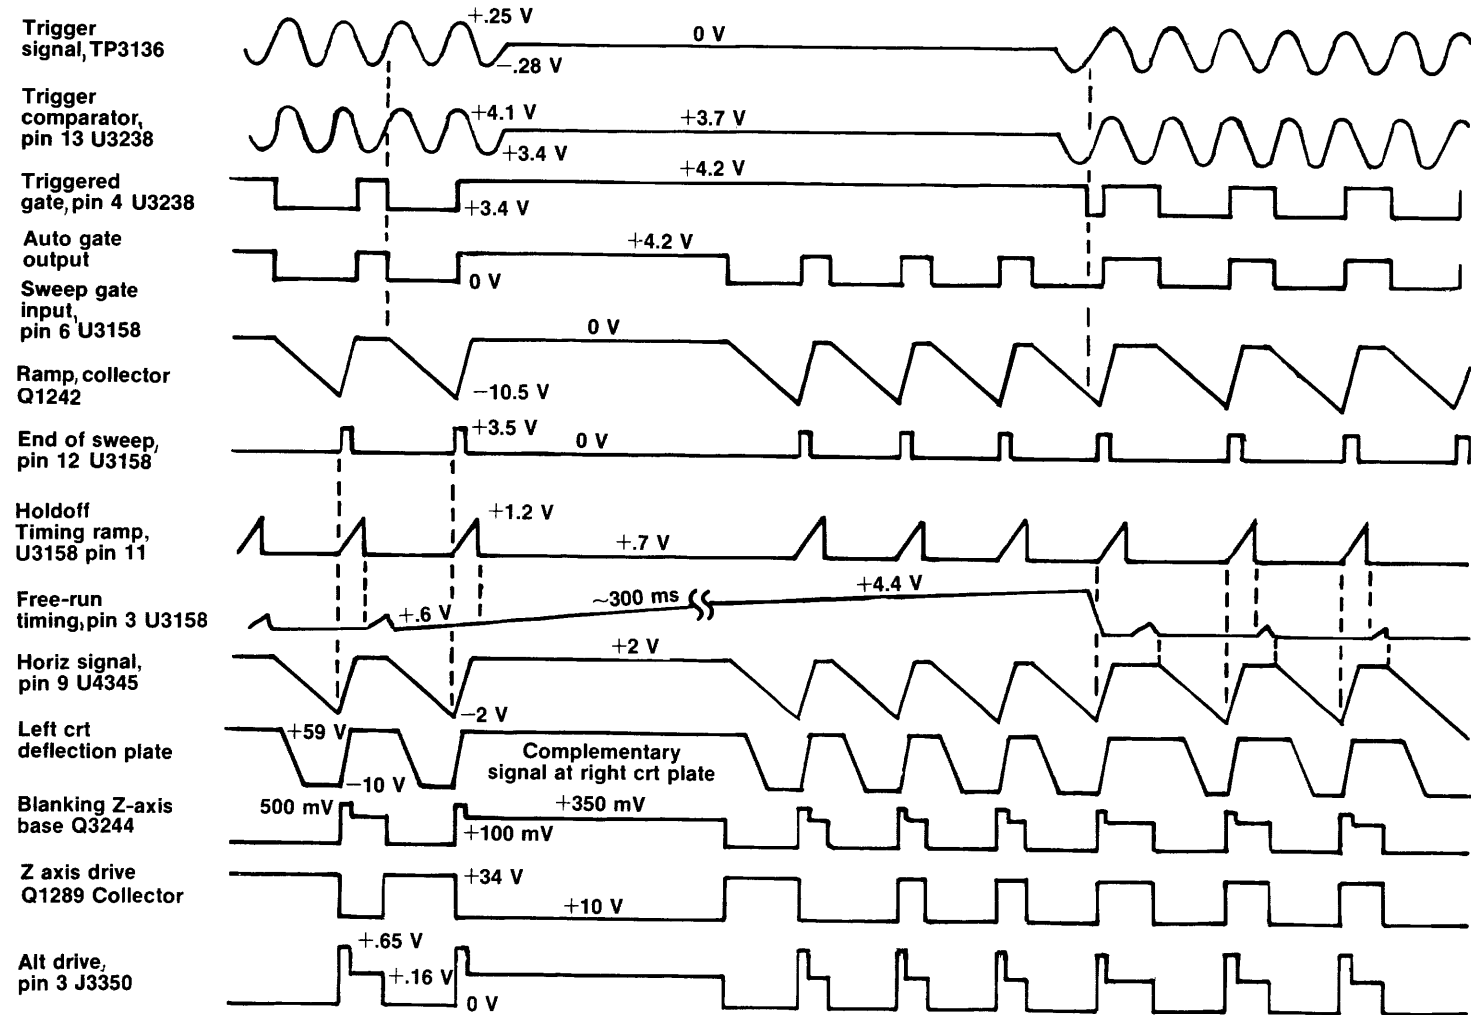 Trigger
signal, TP3136
+.25 V
-.28 V
0 V
Trigger
comparator,
pin 13 U3238
+4.1 V
+3.4 V
+3.7 V
Triggered
gate, pin 4 U3238
+4.2 V
+3.4 V
Auto gate
output
+4.2 V
0 V
Sweep gate
input,
pin 6 U3158
0 V
Ramp, collector
Q1242
-10.5 V
End of sweep,
pin 12 U3158
+3.5 V
0 V
Holdoff
Timing ramp,
U3158 pin 11
+1.2 V
+.7 V
Free-run
timing, pin 3 U3158
+.6 V
~300 ms
+4.4 V
Horiz signal,
pin 9 U4345
+2 V
-2 V
Left crt
deflection plate
+59 V
-10 V
Complementary
signal at right crt plate
Blanking Z-axis
base Q3244
500 mV
+350 mV
+100 mV
Z axis drive
Q1289 Collector
+34 V
+10 V
Alt drive,
pin 3 J3350
+.65 V
+.16 V
0 V